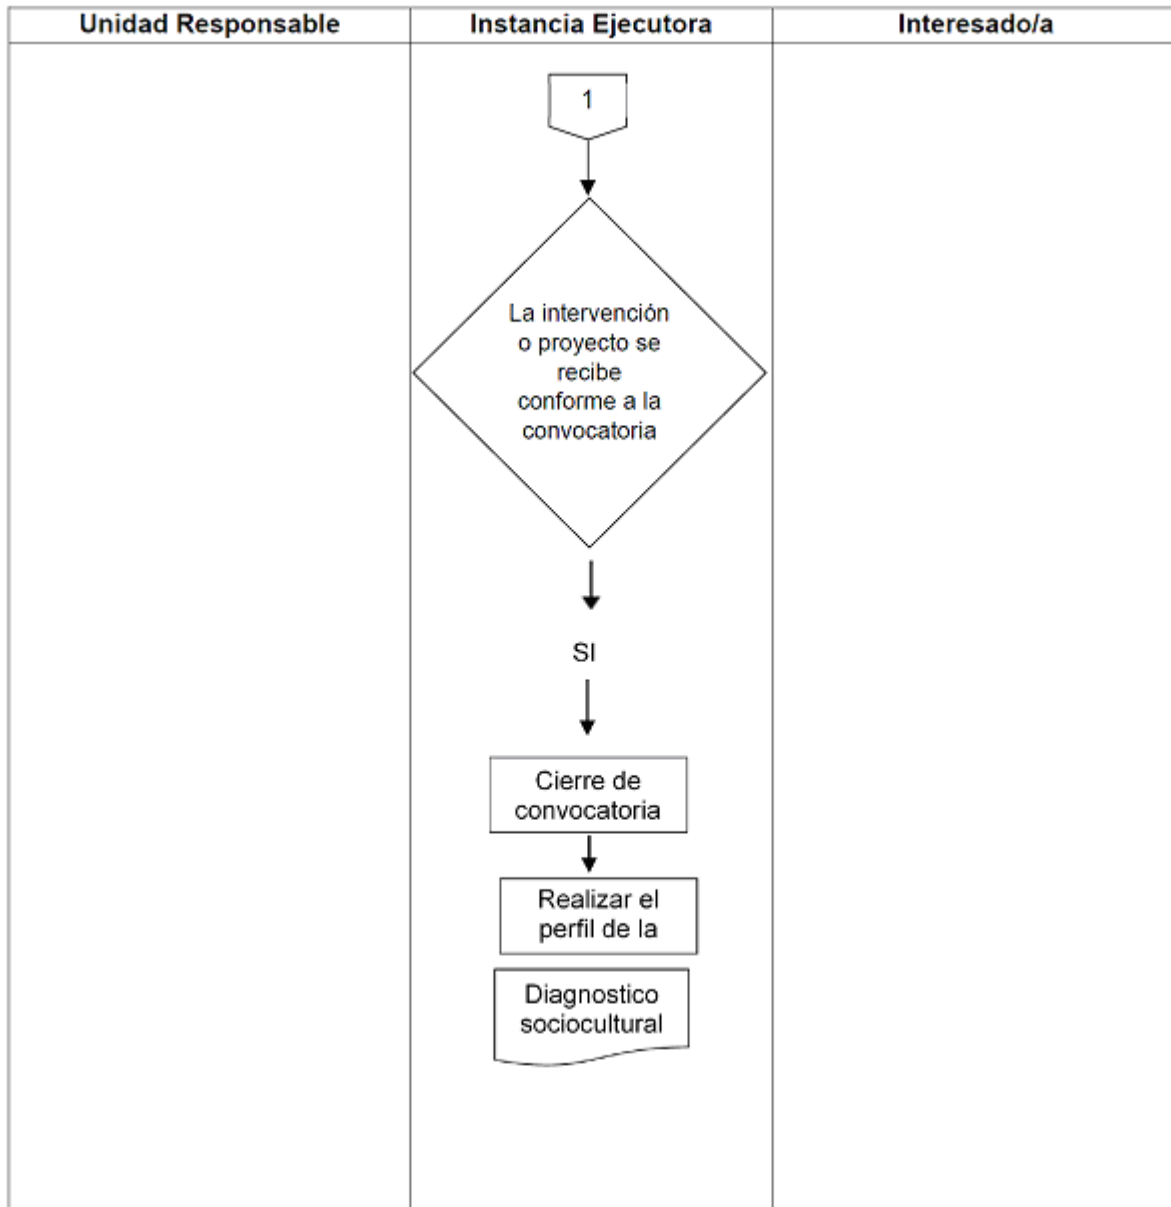 Unidad Responsable
Instancia Ejecutora
Interesado/a
1
La intervención
o proyecto se
recibe
conforme a la
convocatoria
SI
Cierre de
convocatoria
Realizar el
perfil de la
Diagnostico
sociocultural